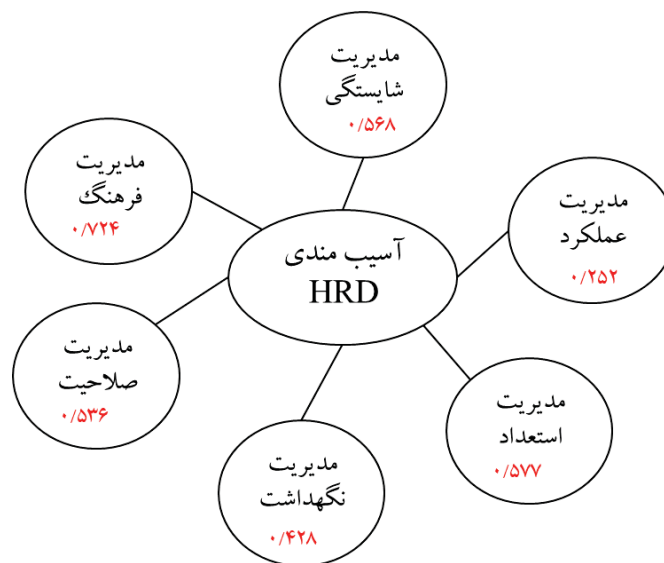 مدیریت
شایستگی
۰/۵۶۸
مدیریت
فرهنگ
۰/۷۲۴
مدیریت
عملکرد
۰/۲۵۲
آسیب مندی
HRD
مدیریت
صلاحیت
۰/۵۳۶
مدیریت
استعداد
۰/۵۷۷
مدیریت
نگهداشت
۰/۴۲۸